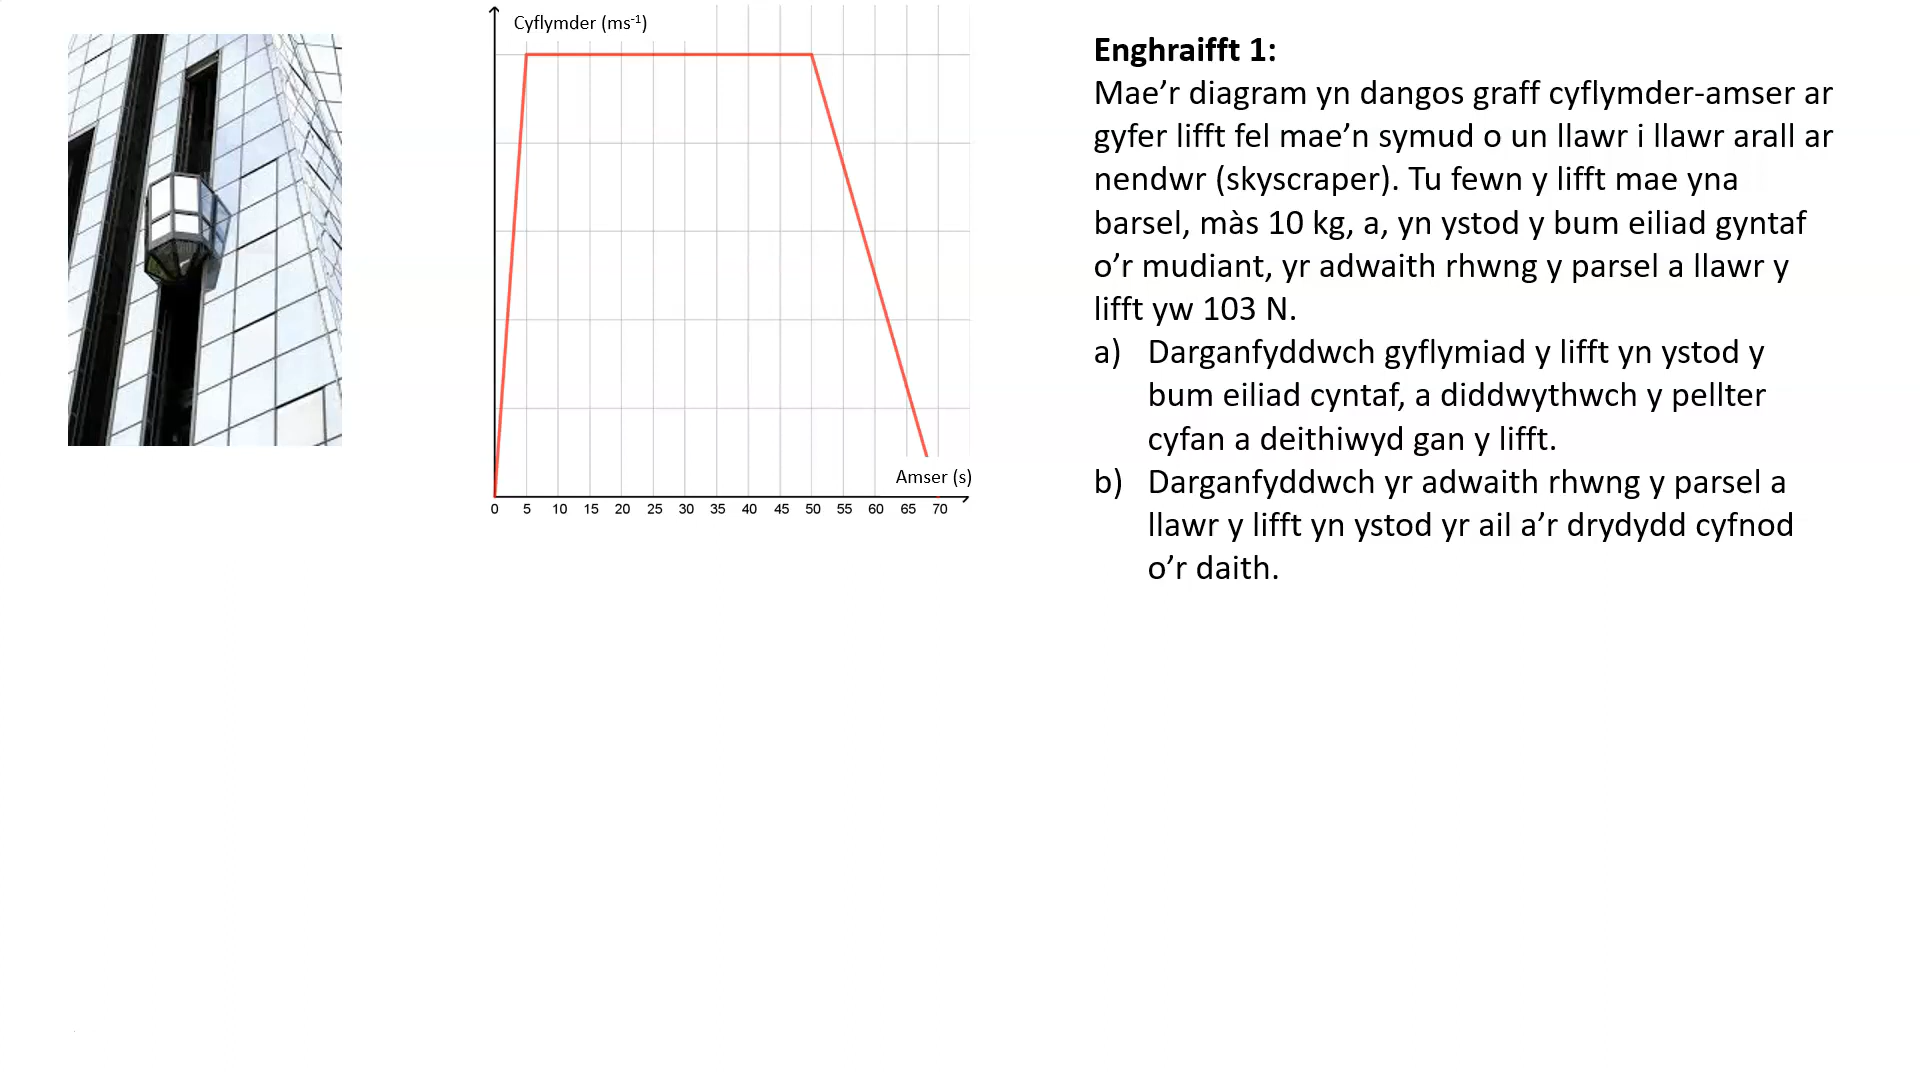 Cyflymder (ms⁻¹)
Amser (s)
0 5 10 15 20 25 30 35 40 45 50 55 60 65 70
Enghraifft 1:
Mae’r diagram yn dangos graff cyflymder-amser ar
gyfer lifft fel mae’n symud o un llawr i llawr arall ar
nendwr (skyscraper). Tu fewn y lifft mae yna
barsel, màs 10 kg, a, yn ystod y bum eiliad gyntaf
o’r mudiant, yr adwaith rhwng y parsel a llawr y
lifft yw 103 N.
a) Darganfyddwch gyflymiad y lifft yn ystod y
bum eiliad cyntaf, a diddwythwch y pellter
cyfan a deithiwyd gan y lifft.
b) Darganfyddwch yr adwaith rhwng y parsel a
llawr y lifft yn ystod yr ail a’r drydydd cyfnod
o’r daith.